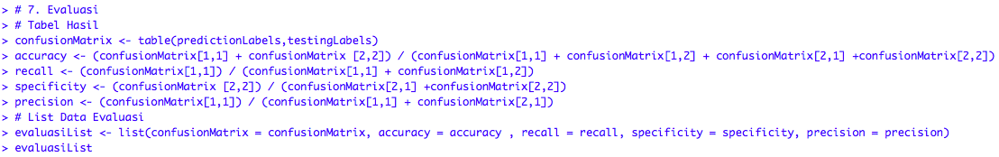 > # 7. Evaluasi
> # Tabel Hasil
> confusionMatrix <- table(predictionLabels,testingLabels)
> accuracy <- (confusionMatrix[1,1] + confusionMatrix [2,2]) / (confusionMatrix[1,1] + confusionMatrix[1,2] + confusionMatrix[2,1] +confusionMatrix[2,2])
> recall <- (confusionMatrix[1,1]) / (confusionMatrix[1,1] + confusionMatrix[1,2])
> specificity <- (confusionMatrix [2,2]) / (confusionMatrix[2,1] +confusionMatrix[2,2])
> precision <- (confusionMatrix[1,1]) / (confusionMatrix[1,1] + confusionMatrix[2,1])
> # List Data Evaluasi
> evaluasiList <- list(confusionMatrix = confusionMatrix, accuracy = accuracy , recall = recall, specificity = specificity, precision = precision)
> evaluasiList